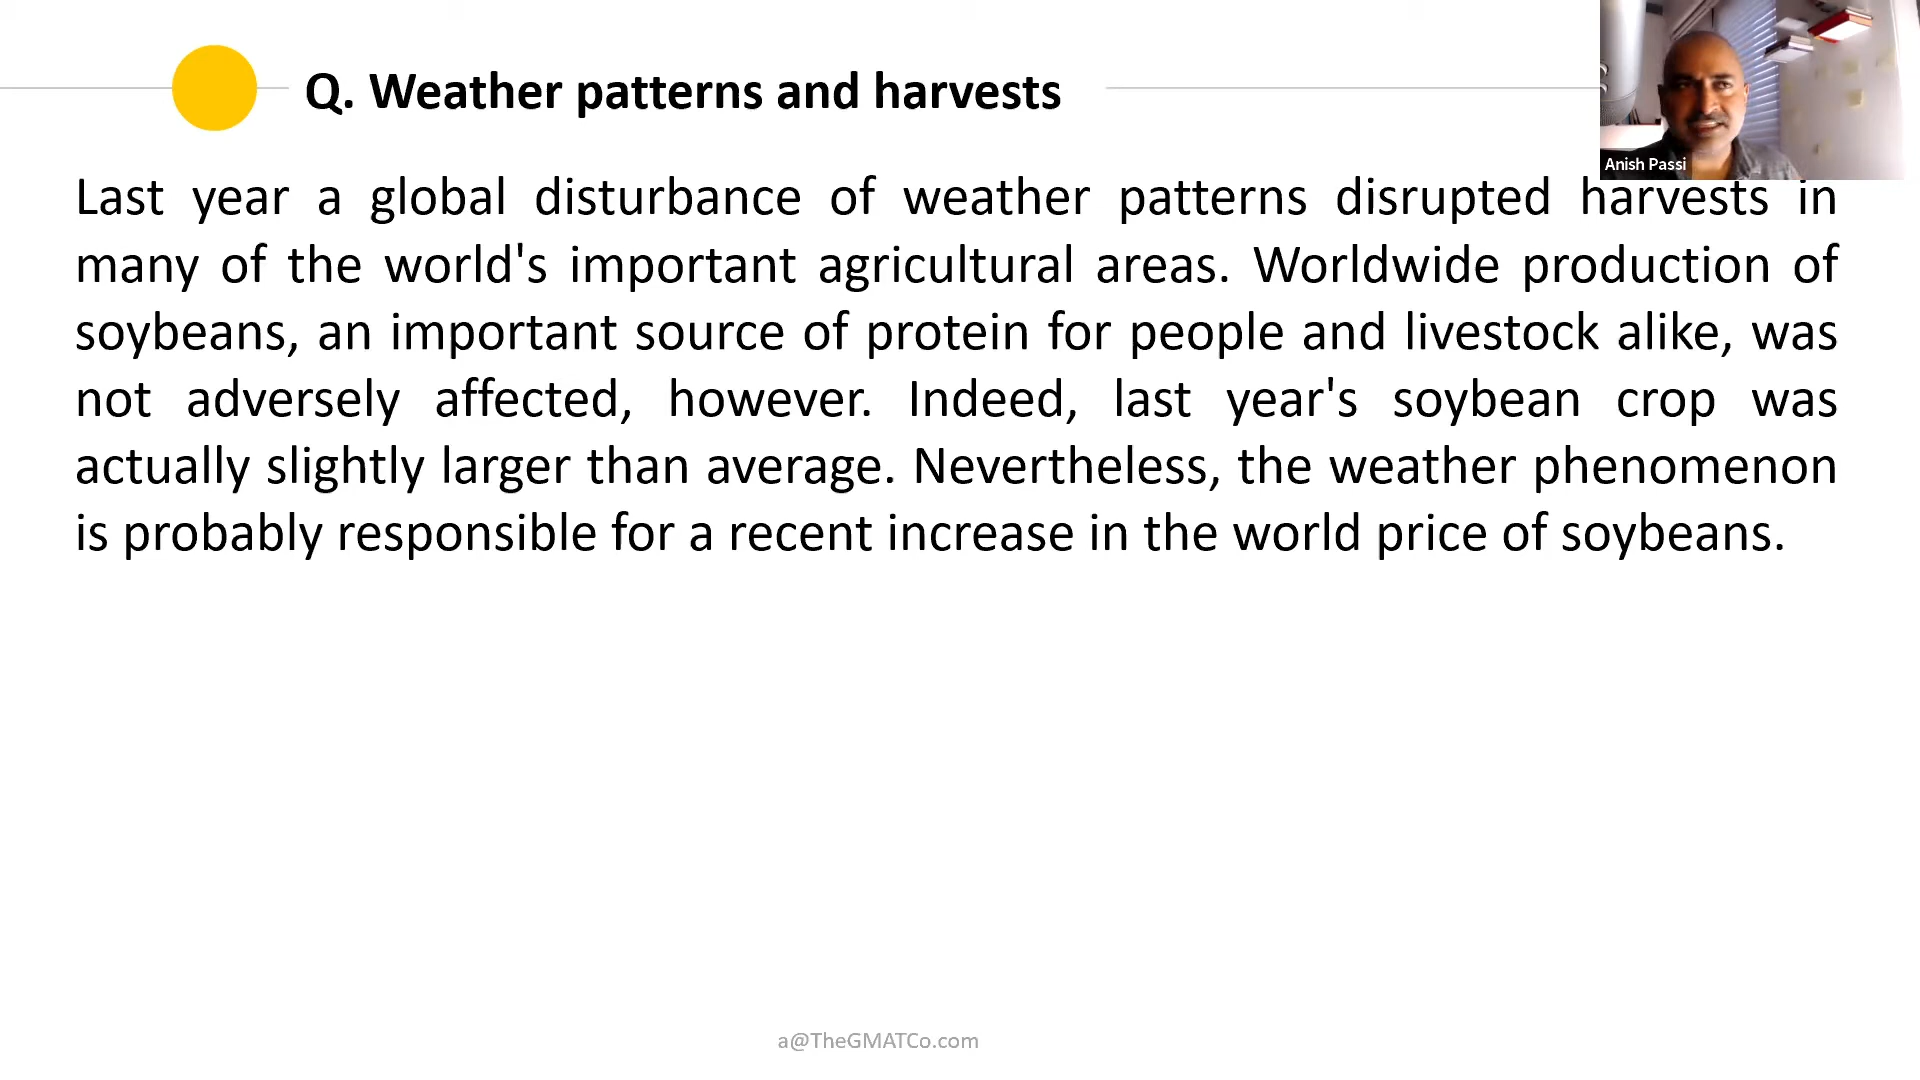 Q. Weather patterns and harvests
Anish Passi
Last year a global disturbance of weather patterns disrupted harvests in
many of the world's important agricultural areas. Worldwide production of
soybeans, an important source of protein for people and livestock alike, was
not adversely affected, however. Indeed, last year's soybean crop was
actually slightly larger than average. Nevertheless, the weather phenomenon
is probably responsible for a recent increase in the world price of soybeans.
a@TheGMATCo.com